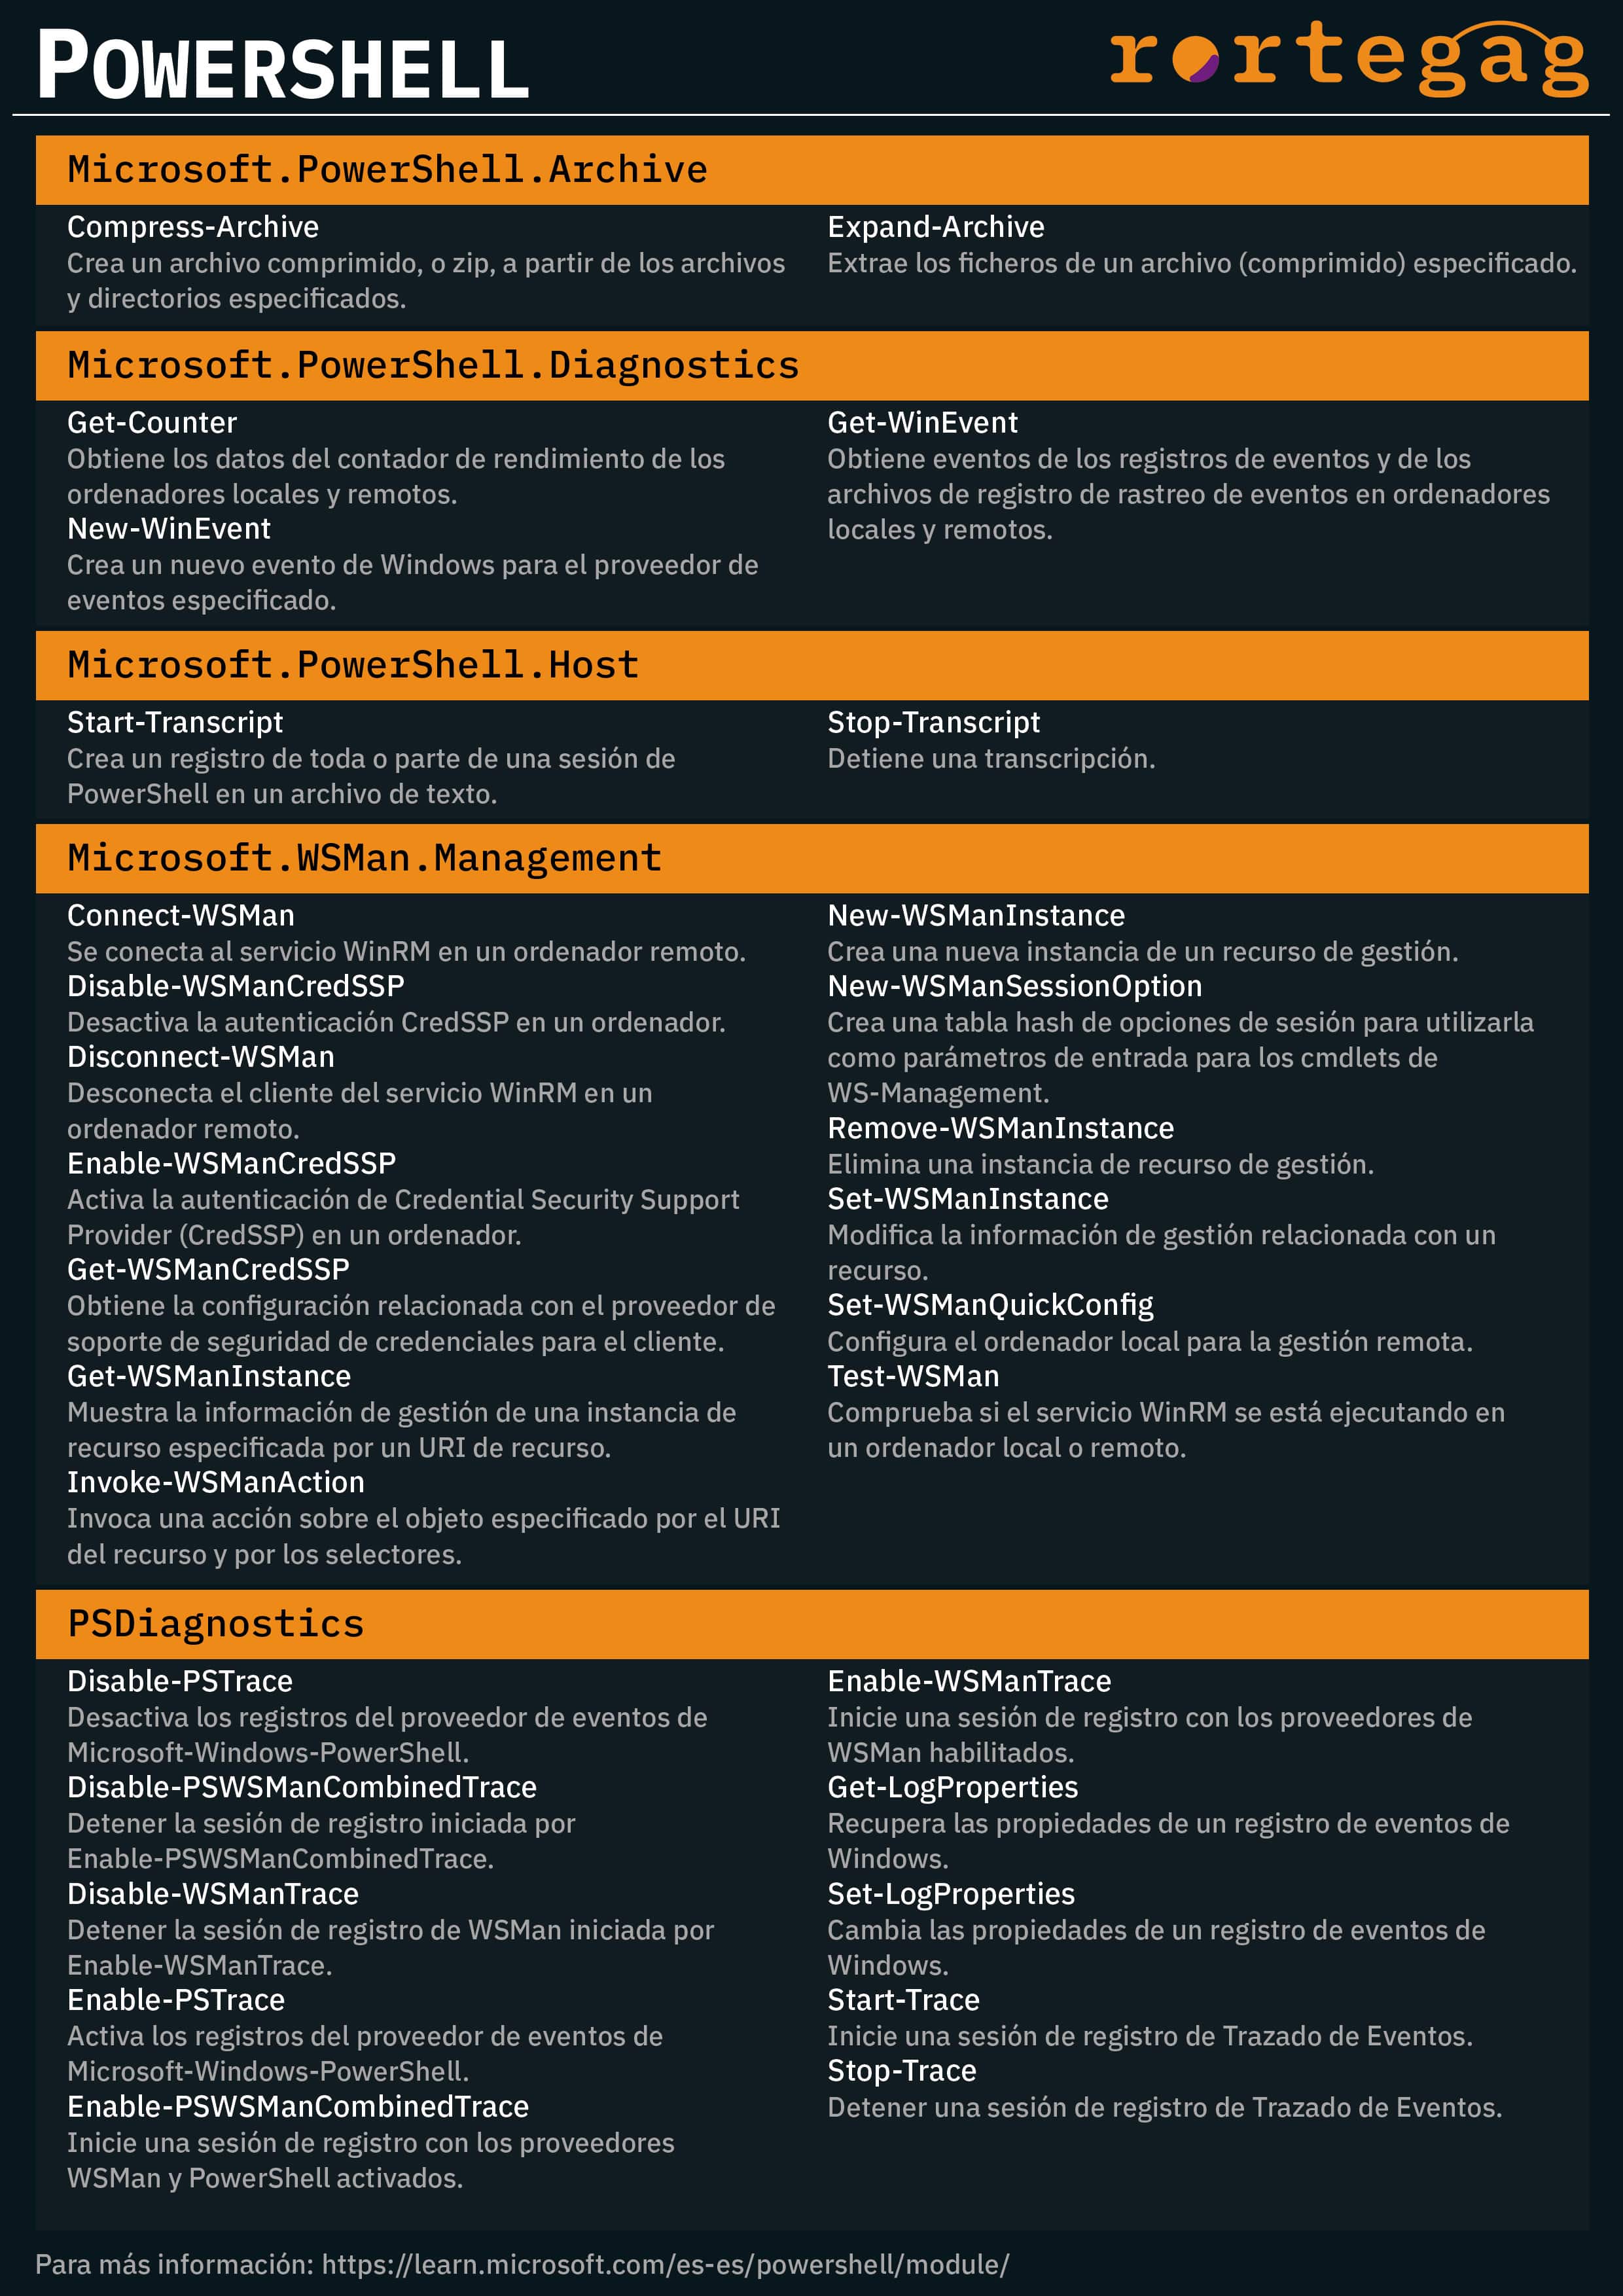 POWERSHELL
rortegag
Microsoft.PowerShell.Archive
Compress-Archive
Crea un archivo comprimido, o zip, a partir de los archivos
y directorios especificados.
Expand-Archive
Extrae los ficheros de un archivo (comprimido) especificado.
Microsoft.PowerShell.Diagnostics
Get-Counter
Obtiene los datos del contador de rendimiento de los
ordenadores locales y remotos.
New-WinEvent
Crea un nuevo evento de Windows para el proveedor de
eventos especificado.
Get-WinEvent
Obtiene eventos de los registros de eventos y de los
archivos de registro de rastreo de eventos en ordenadores
locales y remotos.
Microsoft.PowerShell.Host
Start-Transcript
Crea un registro de toda o parte de una sesión de
PowerShell en un archivo de texto.
Stop-Transcript
Detiene una transcripción.
Microsoft.WSMan.Management
Connect-WSMan
Se conecta al servicio WinRM en un ordenador remoto.
Disable-WSManCredSSP
Desactiva la autenticación CredSSP en un ordenador.
Disconnect-WSMan
Desconecta el cliente del servicio WinRM en un
ordenador remoto.
Enable-WSManCredSSP
Activa la autenticación de Credential Security Support
Provider (CredSSP) en un ordenador.
Get-WSManCredSSP
Obtiene la configuración relacionada con el proveedor de
soporte de seguridad de credenciales para el cliente.
Get-WSManInstance
Muestra la información de gestión de una instancia de
recurso especificada por un URI de recurso.
Invoke-WSManAction
Invoca una acción sobre el objeto especificado por el URI
del recurso y por los selectores.
New-WSManInstance
Crea una nueva instancia de un recurso de gestión.
New-WSManSessionOption
Crea una tabla hash de opciones de sesión para utilizarla
como parámetros de entrada para los cmdlets de
WS-Management.
Remove-WSManInstance
Elimina una instancia de recurso de gestión.
Set-WSManInstance
Modifica la información de gestión relacionada con un
recurso.
Set-WSManQuickConfig
Configura el ordenador local para la gestión remota.
Test-WSMan
Comprueba si el servicio WinRM se está ejecutando en
un ordenador local o remoto.
PSDiagnostics
Disable-PSTrace
Desactiva los registros del proveedor de eventos de
Microsoft-Windows-PowerShell.
Disable-PSWSManCombinedTrace
Detener la sesión de registro iniciada por
Enable-PSWSManCombinedTrace.
Disable-WSManTrace
Detener la sesión de registro de WSMan iniciada por
Enable-WSManTrace.
Enable-PSTrace
Activa los registros del proveedor de eventos de
Microsoft-Windows-PowerShell.
Enable-PSWSManCombinedTrace
Inicie una sesión de registro con los proveedores
WSMan y PowerShell activados.
Enable-WSManTrace
Inicie una sesión de registro con los proveedores de
WSMan habilitados.
Get-LogProperties
Recupera las propiedades de un registro de eventos de
Windows.
Set-LogProperties
Cambia las propiedades de un registro de eventos de
Windows.
Start-Trace
Inicie una sesión de registro de Trazado de Eventos.
Stop-Trace
Detener una sesión de registro de Trazado de Eventos.
Para más información: https://learn.microsoft.com/es-es/powershell/module/